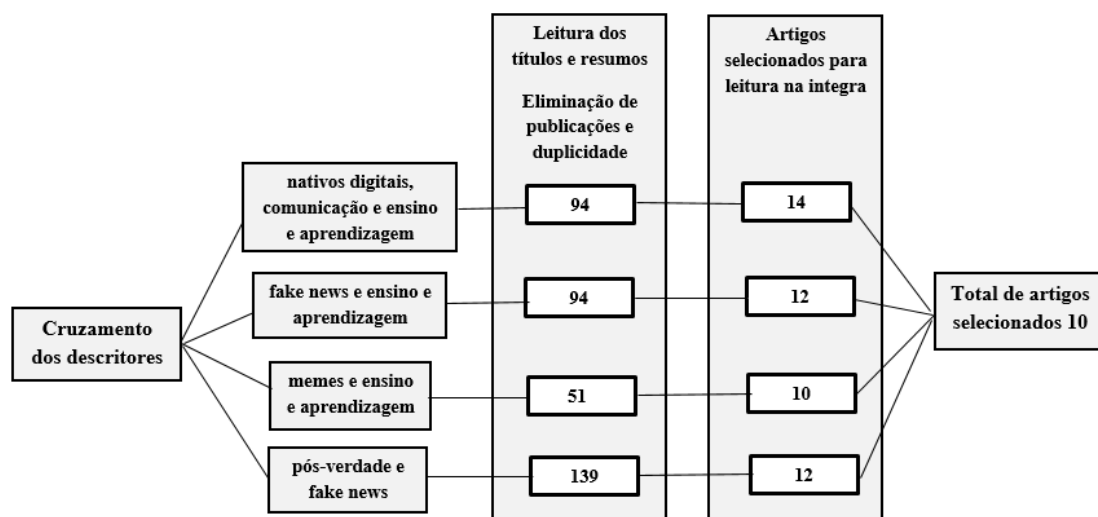 Cruzamento
dos descritores
nativos digitais,
comunicação e ensino
e aprendizagem
fake news e ensino e
aprendizagem
memes e ensino
e aprendizagem
pós-verdade e
fake news
Leitura dos
títulos e resumos
Eliminação de
publicações e
duplicidade
94
94
51
139
Artigos
selecionados para
leitura na integra
14
12
10
12
Total de artigos
selecionados 10